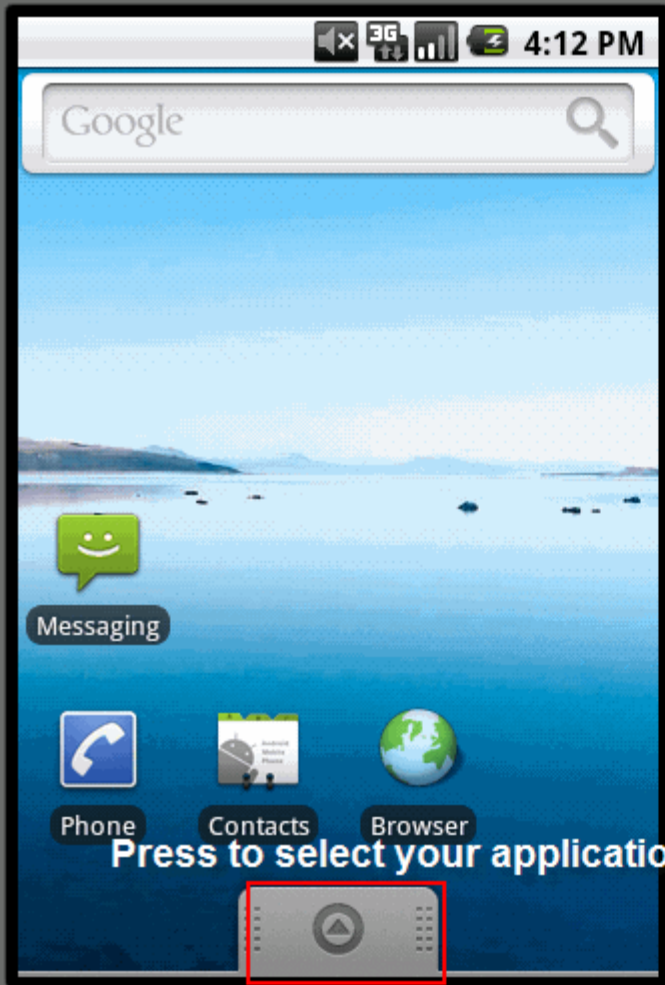 3G 4:12 PM
Google
Messaging
Phone Contacts Browser
Press to select your applicatio